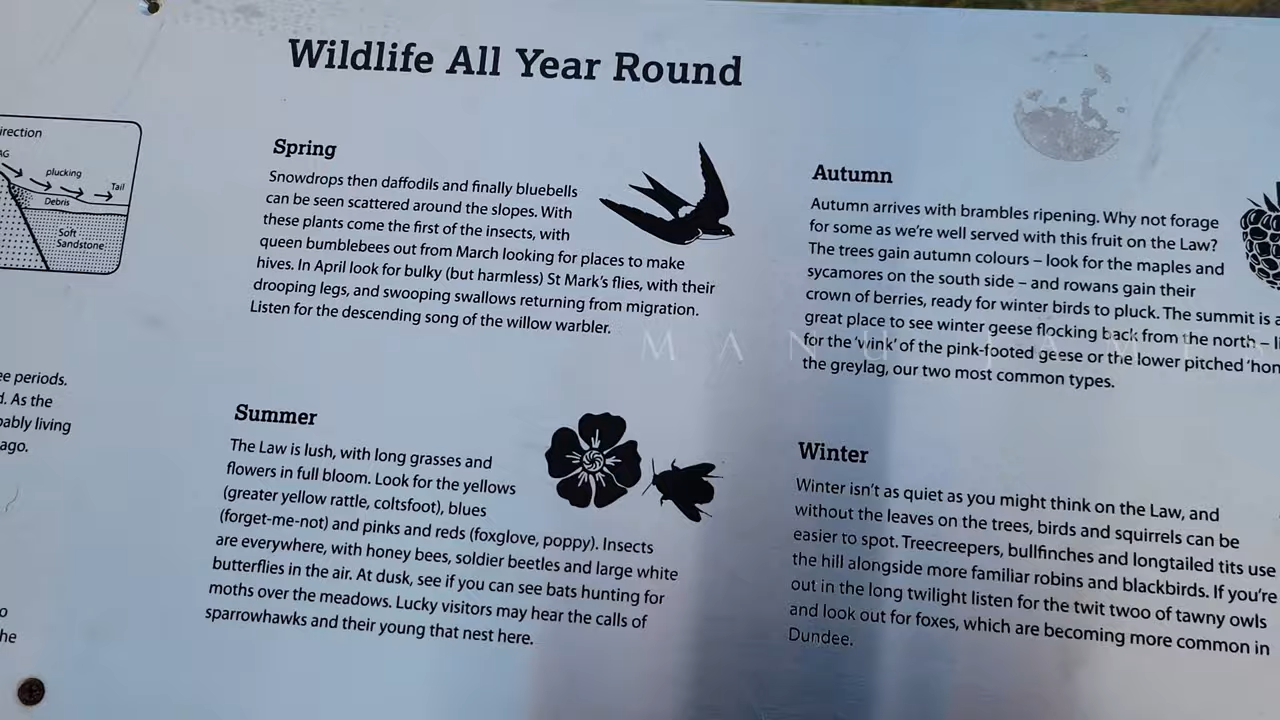 Wildlife All Year Round
irection
AG
plucking
Tail
Debris
Soft
Sandstone
ee periods.
d. As the
bably living
ago.
o
he
Spring
Snowdrops then daffodils and finally bluebells
can be seen scattered around the slopes. With
these plants come the first of the insects, with
queen bumblebees out from March looking for places to make
hives. In April look for bulky (but harmless) St Mark's flies, with their
drooping legs, and swooping swallows returning from migration.
Listen for the descending song of the willow warbler.
Summer
The Law is lush, with long grasses and
flowers in full bloom. Look for the yellows
(greater yellow rattle, coltsfoot), blues
(forget-me-not) and pinks and reds (foxglove, poppy). Insects
are everywhere, with honey bees, soldier beetles and large white
butterflies in the air. At dusk, see if you can see bats hunting for
moths over the meadows. Lucky visitors may hear the calls of
sparrowhawks and their young that nest here.
Autumn
Autumn arrives with brambles ripening. Why not forage
for some as we're well served with this fruit on the Law?
The trees gain autumn colours – look for the maples and
sycamores on the south side – and rowans gain their
crown of berries, ready for winter birds to pluck. The summit is a
great place to see winter geese flocking back from the north – li
for the 'wink' of the pink-footed geese or the lower pitched 'hon
the greylag, our two most common types.
Winter
Winter isn't as quiet as you might think on the Law, and
without the leaves on the trees, birds and squirrels can be
easier to spot. Treecreepers, bullfinches and longtailed tits use
the hill alongside more familiar robins and blackbirds. If you're
out in the long twilight listen for the twit twoo of tawny owls
and look out for foxes, which are becoming more common in
Dundee.
MANU